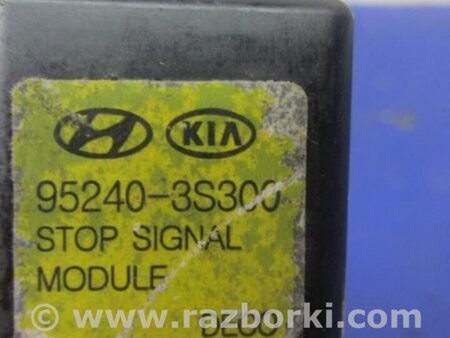 KIA
95240-3S300
STOP SIGNAL
MODULE
www.razborki.com